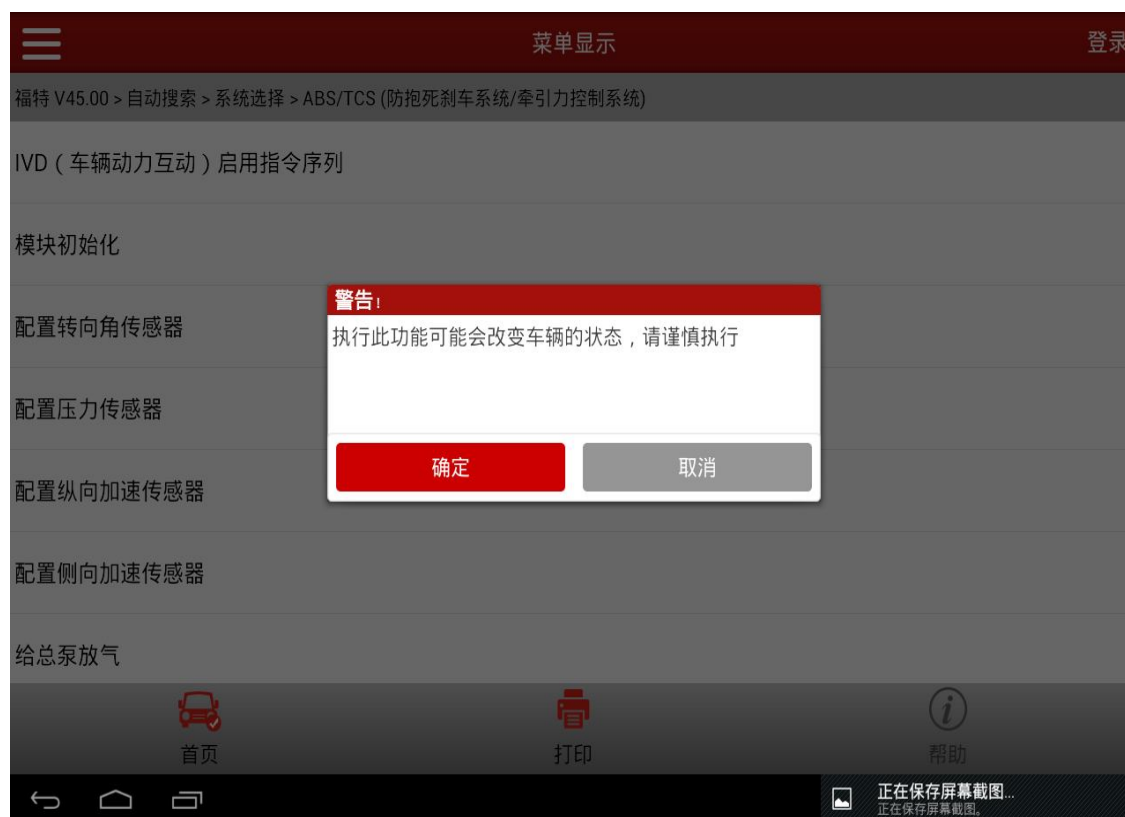 菜单显示
登录
福特 V45.00 > 自动搜索 > 系统选择 > ABS/TCS (防抱死刹车系统/牵引力控制系统)
IVD（车辆动力互动）启用指令序列
模块初始化
配置转向角传感器
警告!
执行此功能可能会改变车辆的状态，请谨慎执行
配置压力传感器
确定
取消
配置纵向加速传感器
配置侧向加速传感器
给总泵放气
首页
打印
帮助
正在保存屏幕截图...
正在保存屏幕截图。